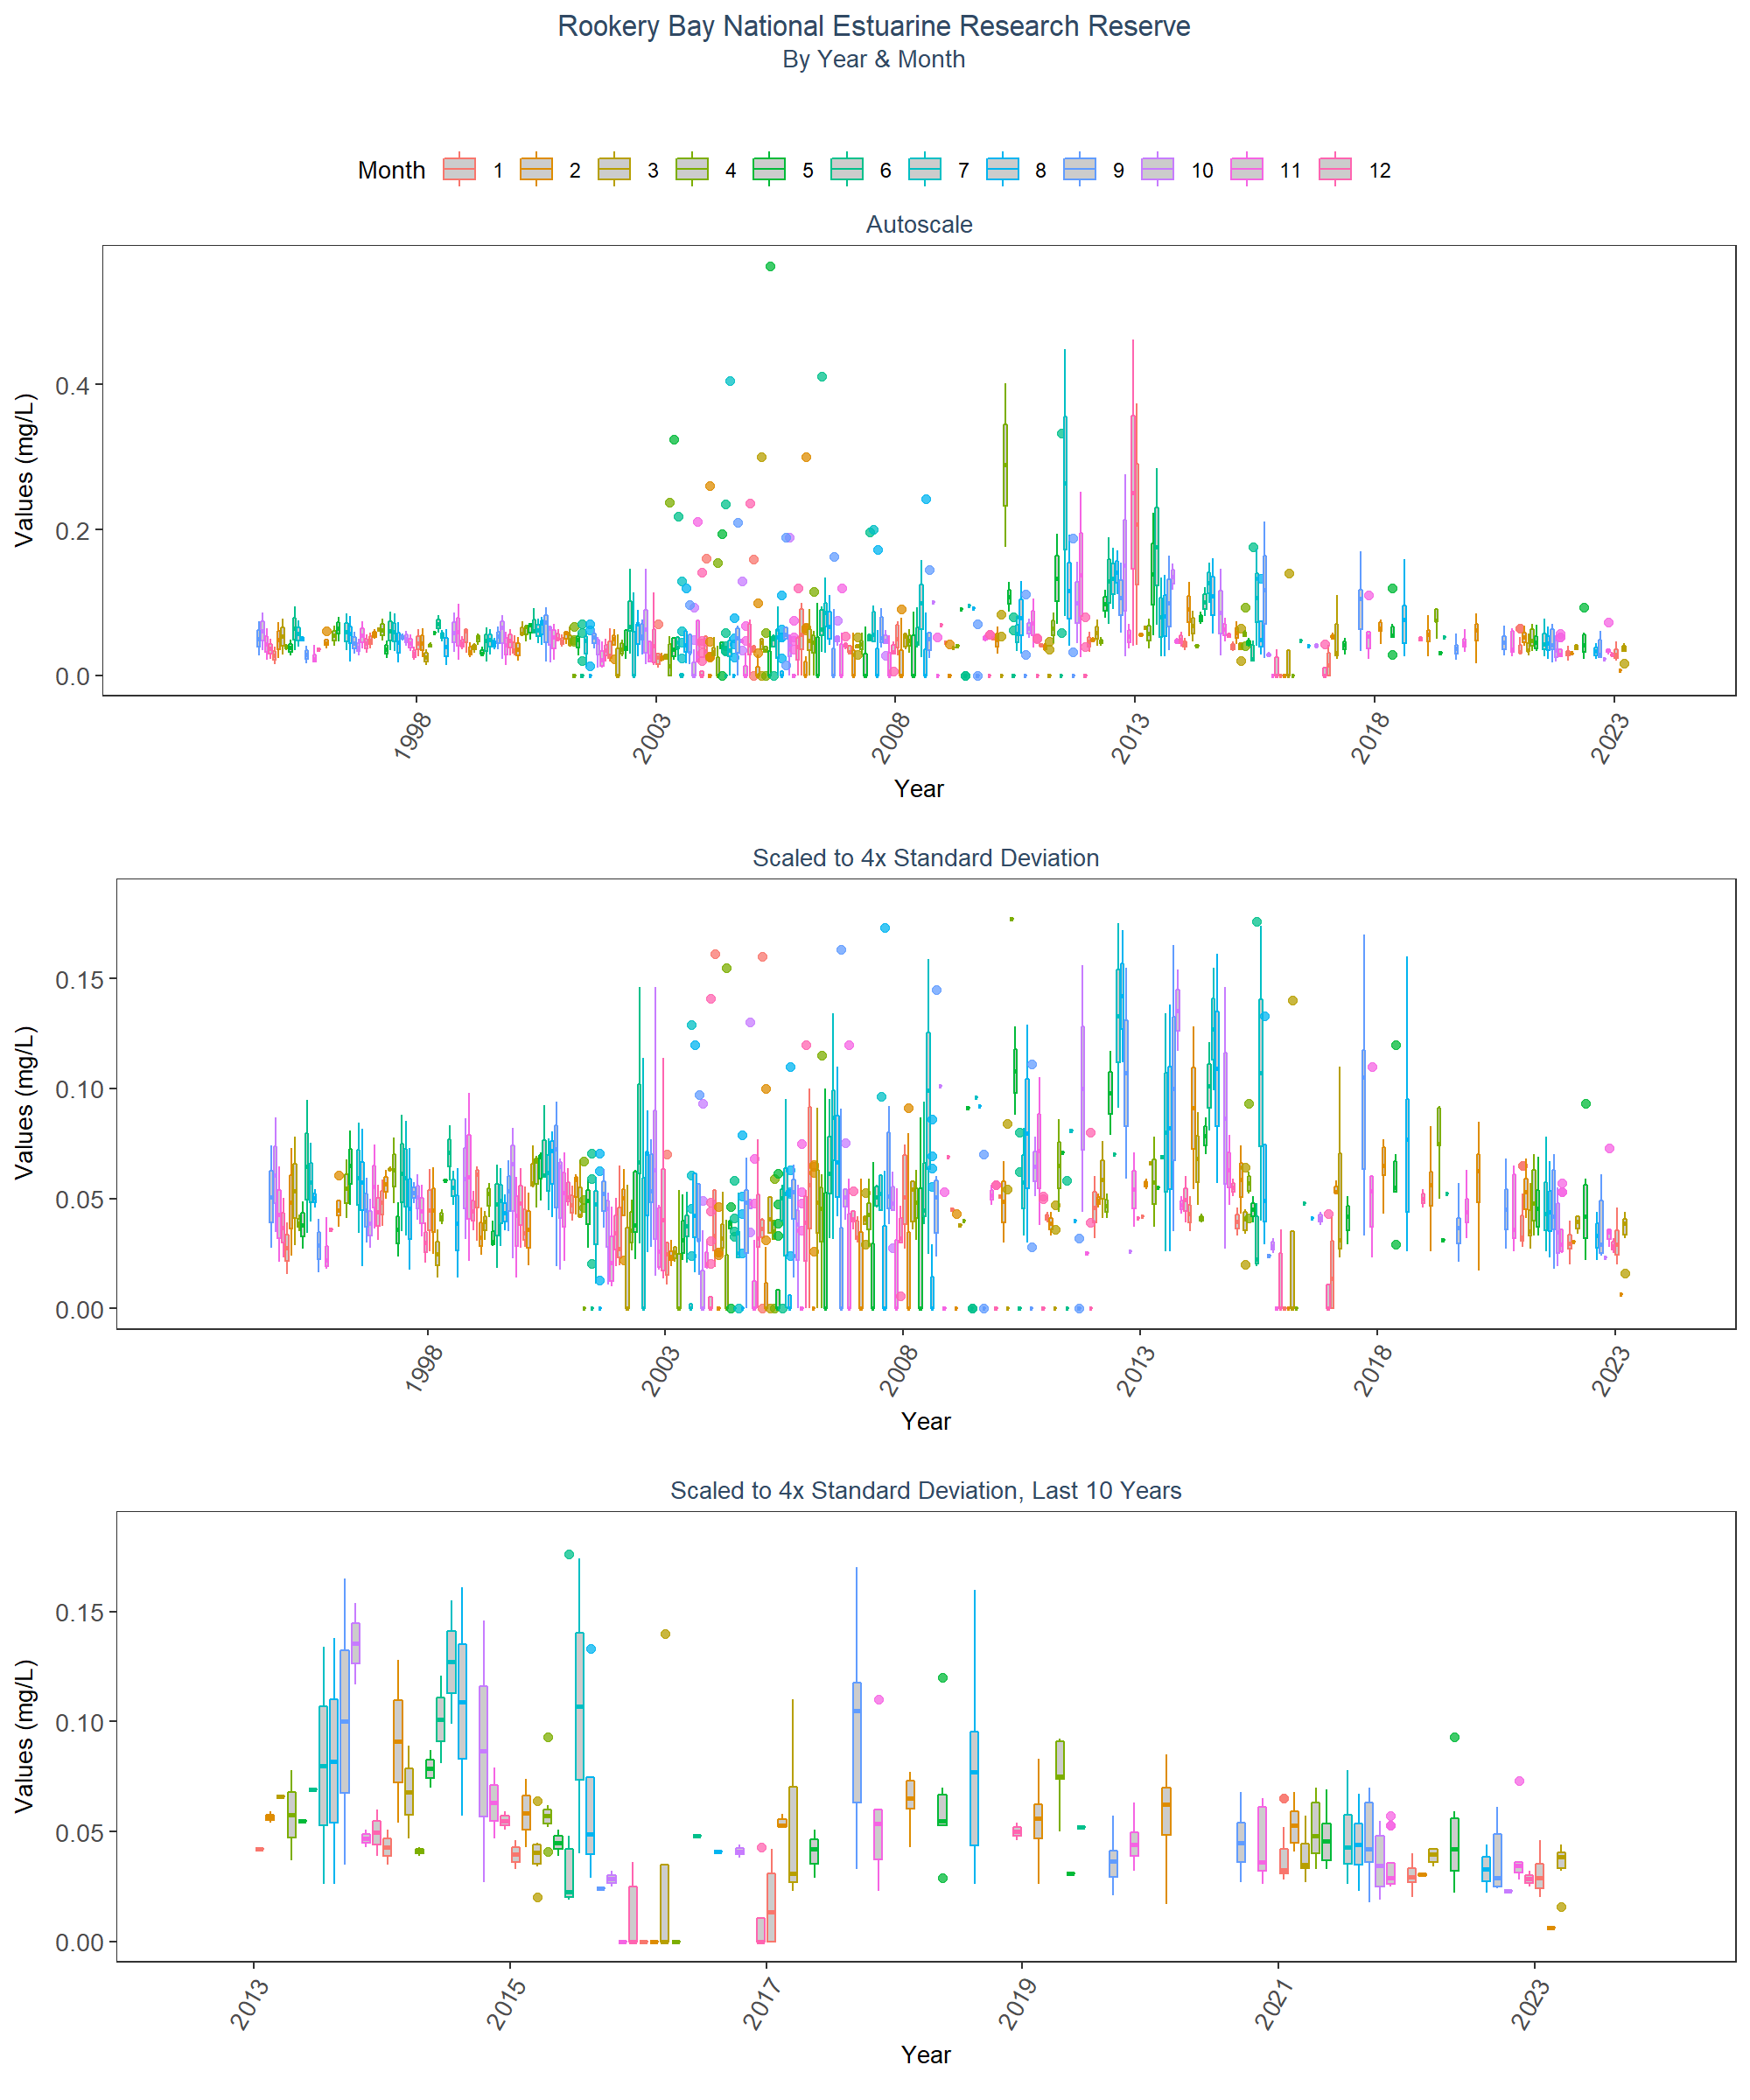 Rookery Bay National Estuarine Research Reserve
By Year & Month
Month 1 2 3 4 5 6 7 8 9 10 11 12
Autoscale
Values (mg/L)
0.4
0.2
0.0
1998 2003 2008 2013 2018 2023
Year
Scaled to 4x Standard Deviation
Values (mg/L)
0.15
0.10
0.05
0.00
1998 2003 2008 2013 2018 2023
Year
Scaled to 4x Standard Deviation, Last 10 Years
Values (mg/L)
0.15
0.10
0.05
0.00
2013 2015 2017 2019 2021 2023
Year